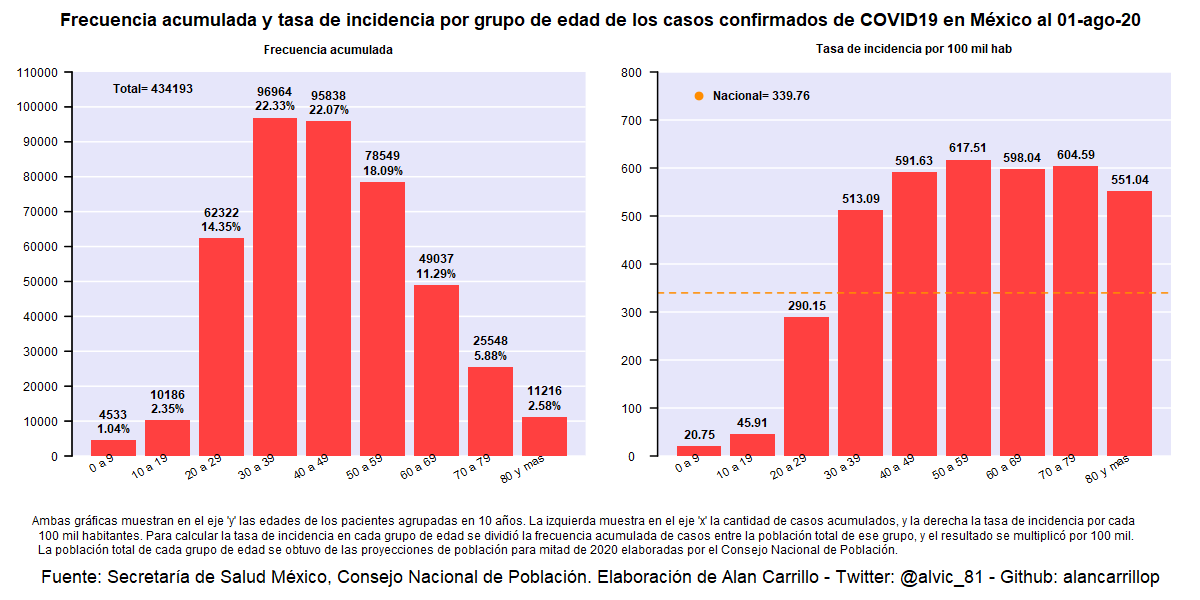 Frecuencia acumulada y tasa de incidencia por grupo de edad de los casos confirmados de COVID19 en México al 01-ago-20
Frecuencia acumulada
110000
100000
90000
80000
70000
60000
50000
40000
30000
20000
10000
0
Total= 434193
4533
1.04%
10186
2.35%
62322
14.35%
96964
22.33%
95838
22.07%
78549
18.09%
49037
11.29%
25548
5.88%
11216
2.58%
0 a 9
10 a 19
20 a 29
30 a 39
40 a 49
50 a 59
60 a 69
70 a 79
80 y mas
Tasa de incidencia por 100 mil hab
800
700
600
500
400
300
200
100
0
Nacional= 339.76
20.75
45.91
290.15
513.09
591.63
617.51
598.04
604.59
551.04
0 a 9
10 a 19
20 a 29
30 a 39
40 a 49
50 a 59
60 a 69
70 a 79
80 y mas
Ambas gráficas muestran en el eje 'y' las edades de los pacientes agrupadas en 10 años. La izquierda muestra en el eje 'x' la cantidad de casos acumulados, y la derecha la tasa de incidencia por cada
100 mil habitantes. Para calcular la tasa de incidencia en cada grupo de edad se dividió la frecuencia acumulada de casos entre la población total de ese grupo, y el resultado se multiplicó por 100 mil.
La población total de cada grupo de edad se obtuvo de las proyecciones de población para mitad de 2020 elaboradas por el Consejo Nacional de Población.
Fuente: Secretaría de Salud México, Consejo Nacional de Población. Elaboración de Alan Carrillo - Twitter: @alvic_81 - Github: alancarrillop